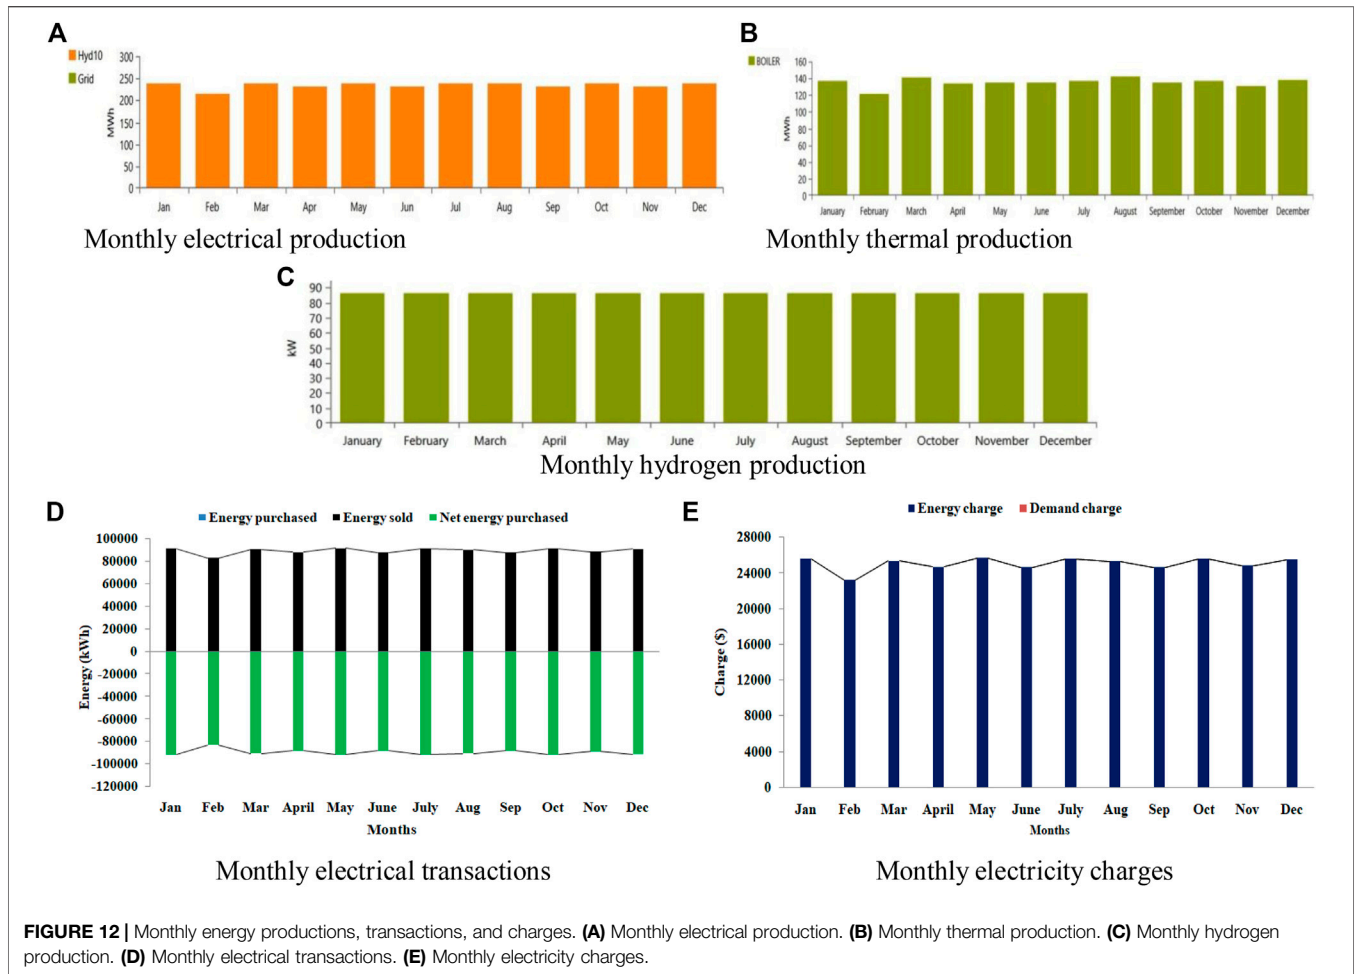 A
Hyd10
Grid
300
250
200
150
100
50
0
MWh
Jan Feb Mar Apr May Jun Jul Aug Sep Oct Nov Dec
Monthly electrical production
B
BOILER
160
140
120
100
80
60
40
20
0
MWh
January February March April May June July August September October November December
Monthly thermal production
C
90
80
70
60
50
40
30
20
10
0
kW
January February March April May June July August September October November December
Monthly hydrogen production
D
Energy purchased Energy sold Net energy purchased
100000
80000
60000
40000
20000
0
-20000
-40000
-60000
-80000
-100000
-120000
Energy (kWh)
Jan Feb Mar April May June July Aug Sep Oct Nov Dec
Months
Monthly electrical transactions
E
Energy charge Demand charge
28000
24000
20000
16000
12000
8000
4000
0
Charge ($)
Jan Feb Mar April May June July Aug Sep Oct Nov Dec
Months
Monthly electricity charges
FIGURE 12 | Monthly energy productions, transactions, and charges. (A) Monthly electrical production. (B) Monthly thermal production. (C) Monthly hydrogen
production. (D) Monthly electrical transactions. (E) Monthly electricity charges.